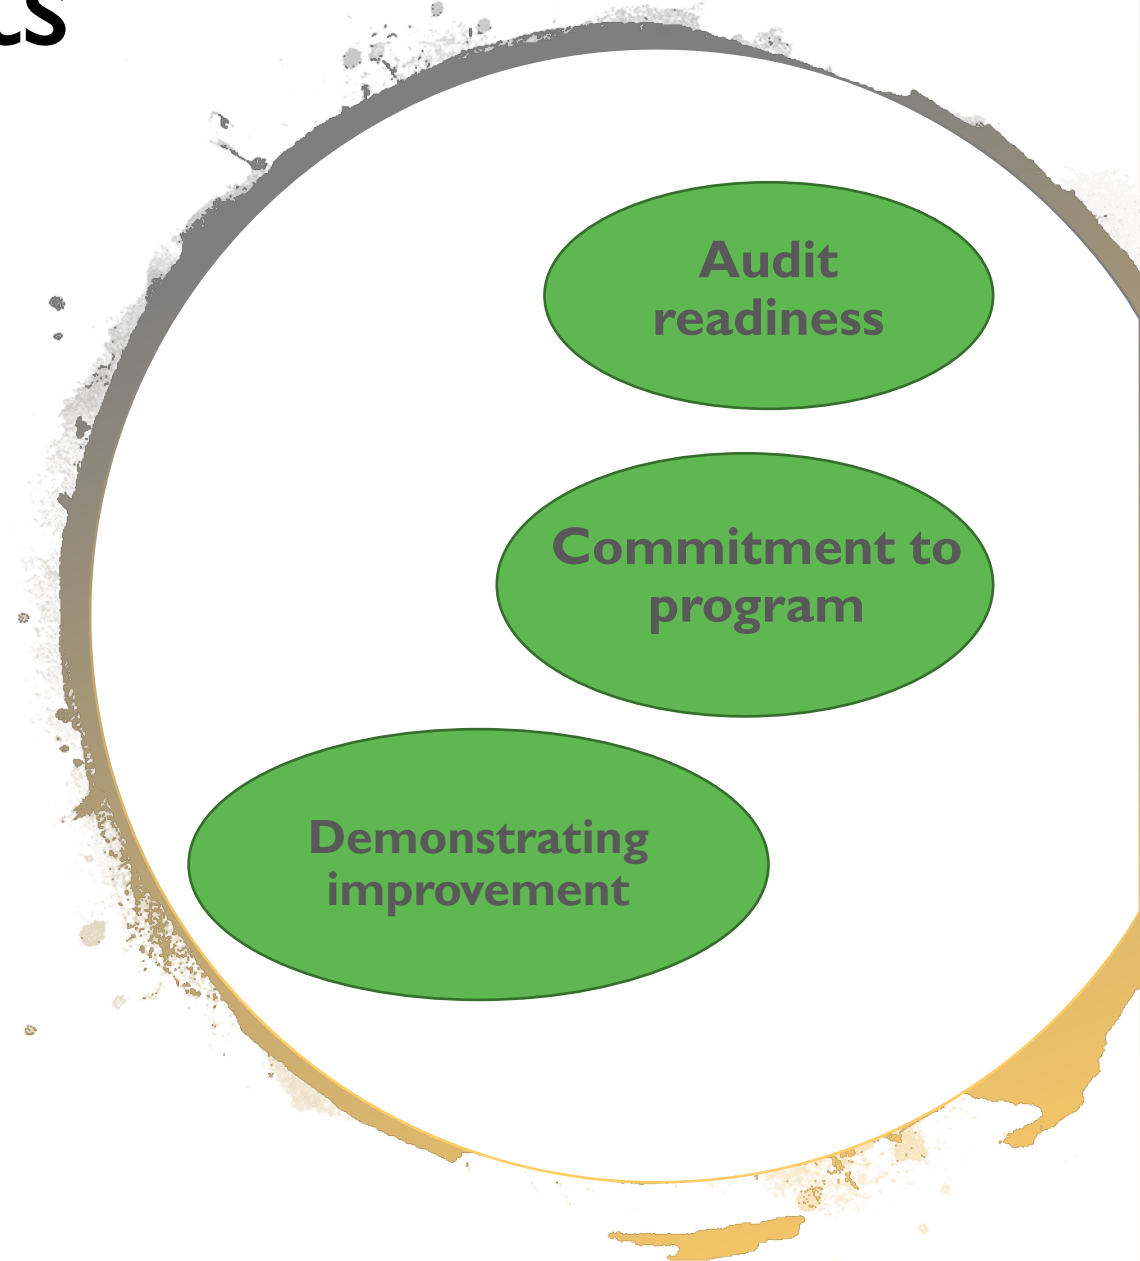 Audit
readiness
Commitment to
program
Demonstrating
improvement